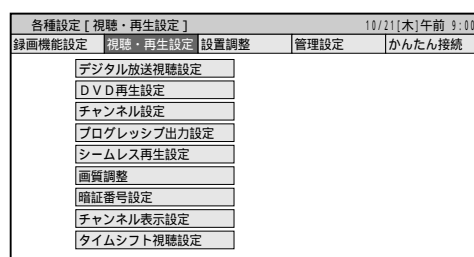 各種設定 [ 視聴・再生設定 ] 10/21[木]午前 9:00
録画機能設定 視聴・再生設定 設置調整 管理設定 かんたん接続
デジタル放送視聴設定
ＤＶＤ再生設定
チャンネル設定
プログレッシブ出力設定
シームレス再生設定
画質調整
暗証番号設定
チャンネル表示設定
タイムシフト視聴設定